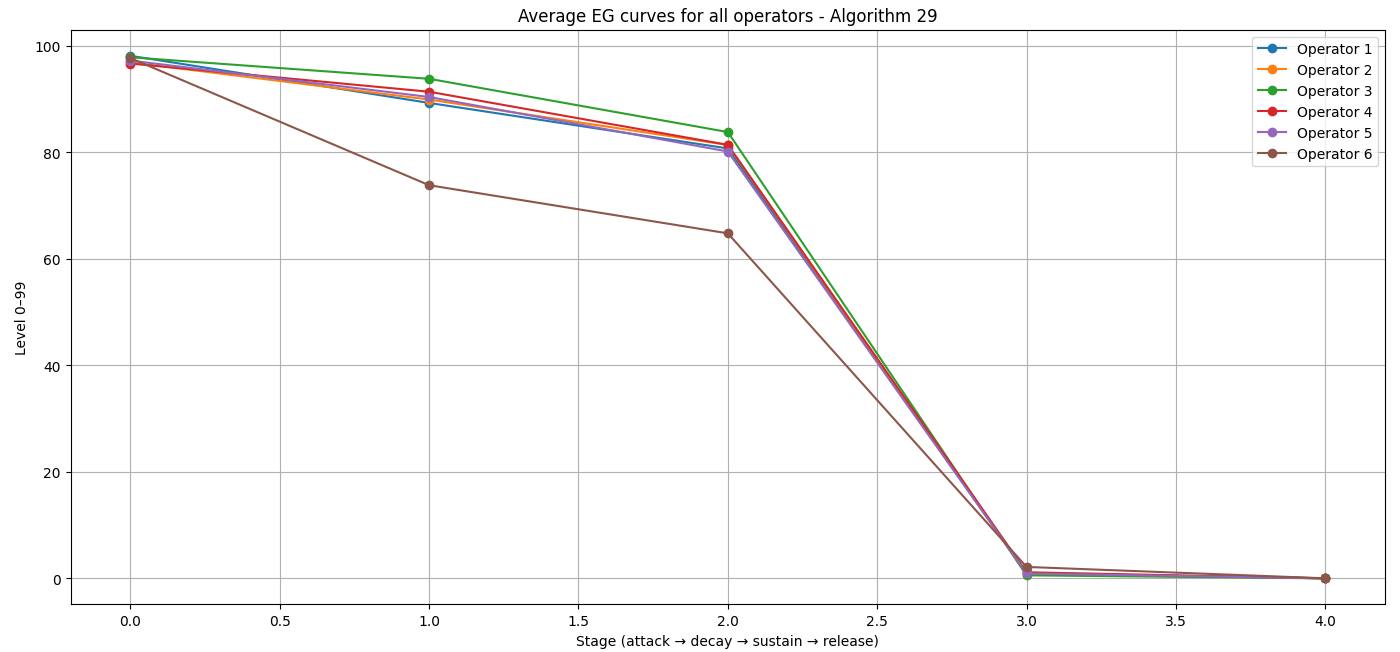 Average EG curves for all operators - Algorithm 29
100
80
60
40
20
0
Level 0–99
Operator 1
Operator 2
Operator 3
Operator 4
Operator 5
Operator 6
0.0 0.5 1.0 1.5 2.0 2.5 3.0 3.5 4.0
Stage (attack → decay → sustain → release)